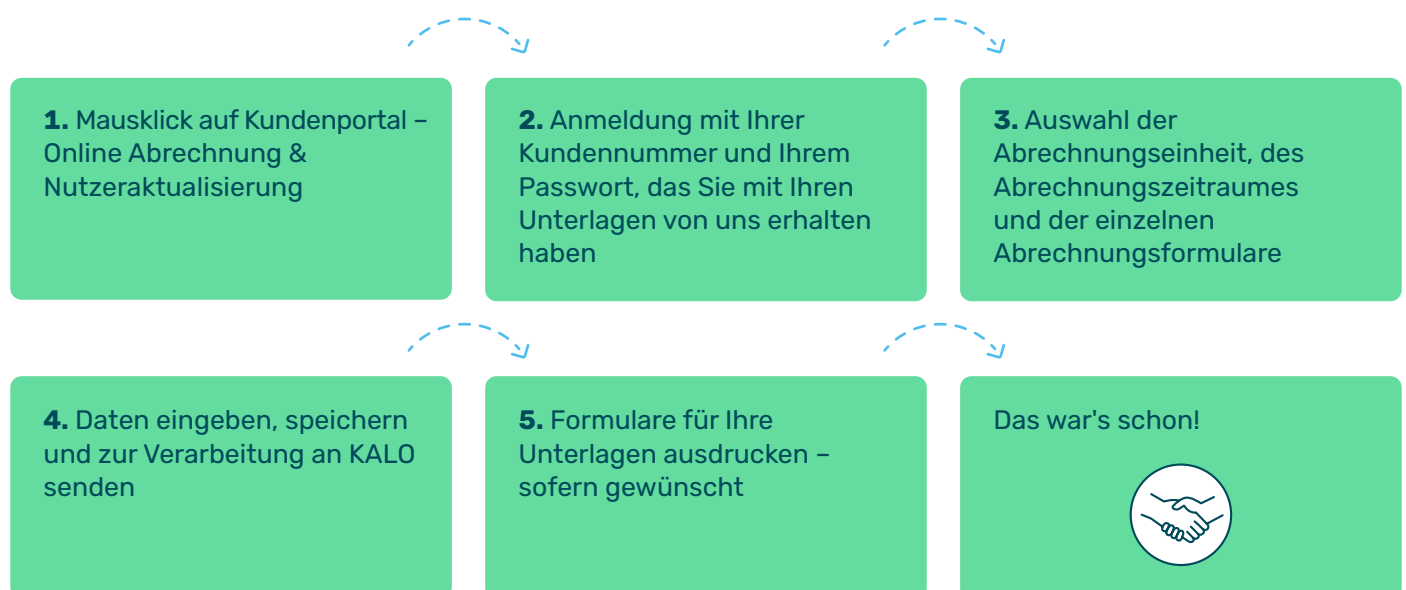 1. Mausklick auf Kundenportal –
Online Abrechnung &
Nutzeraktualisierung
2. Anmeldung mit Ihrer
Kundennummer und Ihrem
Passwort, das Sie mit Ihren
Unterlagen von uns erhalten
haben
3. Auswahl der
Abrechnungseinheit, des
Abrechnungszeitraumes
und der einzelnen
Abrechnungsformulare
4. Daten eingeben, speichern
und zur Verarbeitung an KALO
senden
5. Formulare für Ihre
Unterlagen ausdrucken –
sofern gewünscht
Das war's schon!